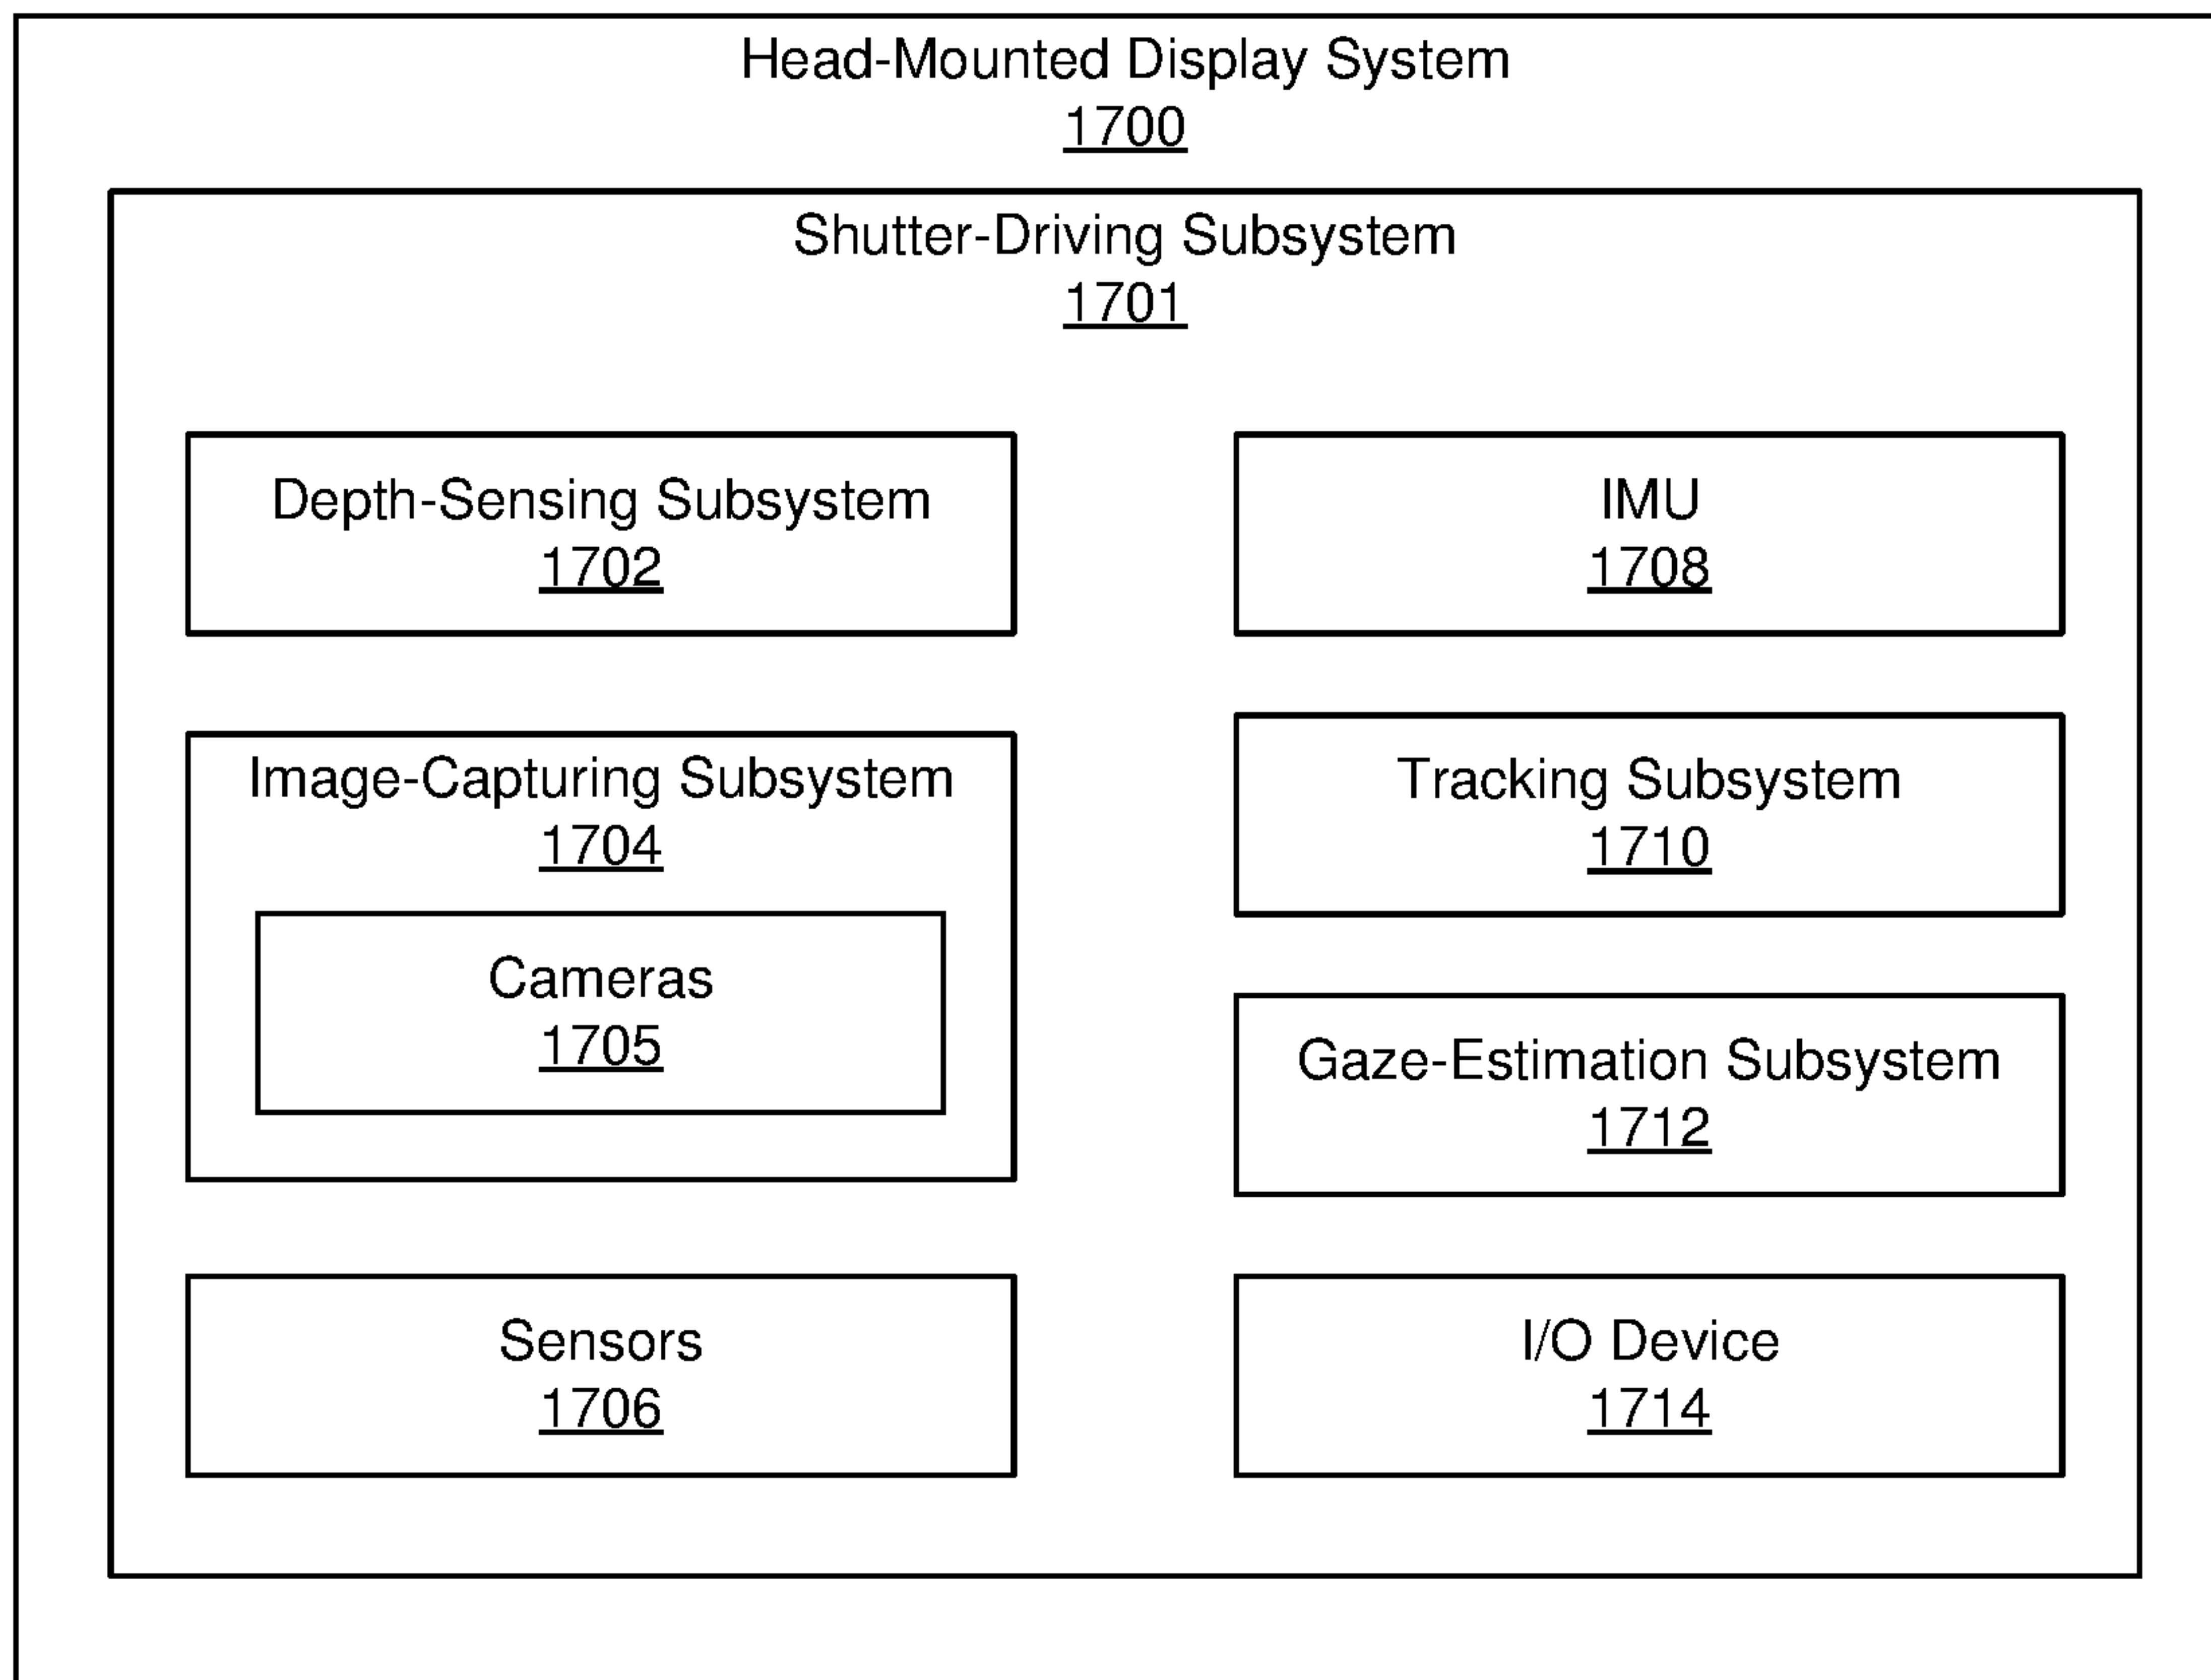 Head-Mounted Display System
1700
Shutter-Driving Subsystem
1701
Depth-Sensing Subsystem
1702
Image-Capturing Subsystem
1704
Cameras
1705
Sensors
1706
IMU
1708
Tracking Subsystem
1710
Gaze-Estimation Subsystem
1712
I/O Device
1714